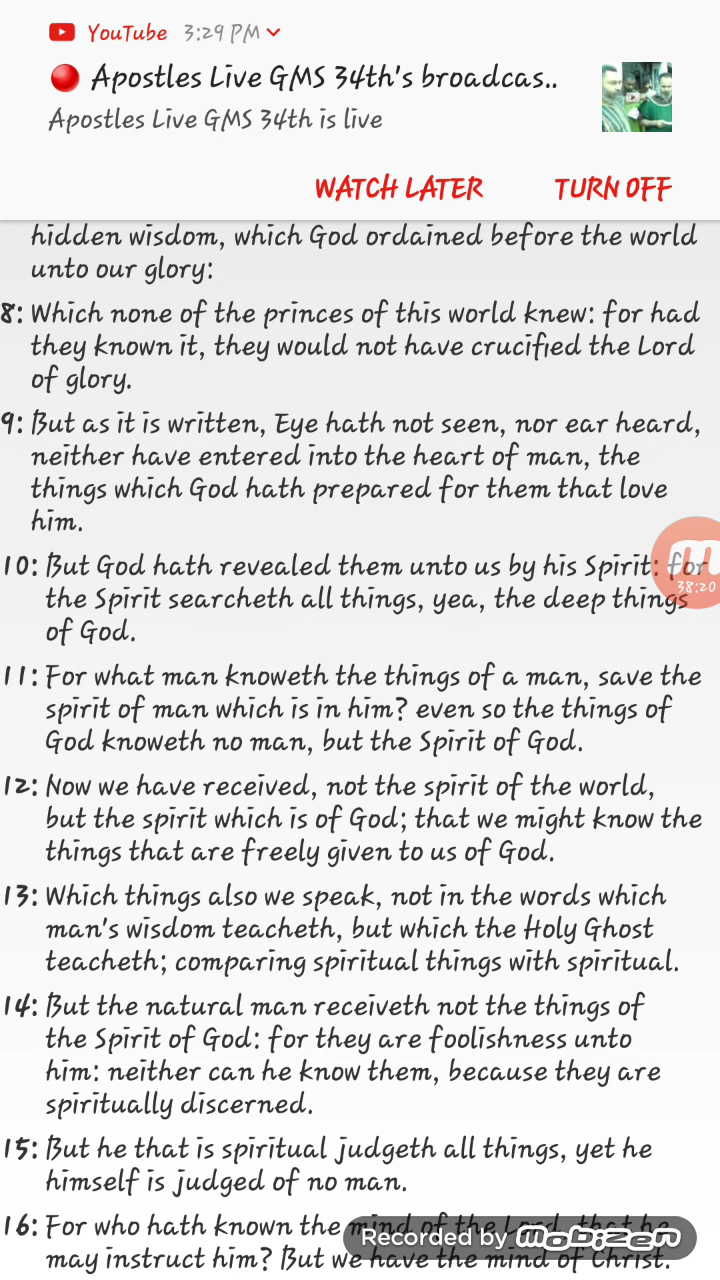 YouTube 3:29 PM
🔴 Apostles Live GMS 34th's broadcas..
Apostles Live GMS 34th is live
WATCH LATER TURN OFF
hidden wisdom, which God ordained before the world
unto our glory:
8: Which none of the princes of this world knew: for had
they known it, they would not have crucified the Lord
of glory.
9: But as it is written, Eye hath not seen, nor ear heard,
neither have entered into the heart of man, the
things which God hath prepared for them that love
him.
10: But God hath revealed them unto us by his Spirit: for
38:20
the Spirit searcheth all things, yea, the deep things
of God.
11: For what man knoweth the things of a man, save the
spirit of man which is in him? even so the things of
God knoweth no man, but the Spirit of God.
12: Now we have received, not the spirit of the world,
but the spirit which is of God; that we might know the
things that are freely given to us of God.
13: Which things also we speak, not in the words which
man's wisdom teacheth, but which the Holy Ghost
teacheth; comparing spiritual things with spiritual.
14: But the natural man receiveth not the things of
the Spirit of God: for they are foolishness unto
him: neither can he know them, because they are
spiritually discerned.
15: But he that is spiritual judgeth all things, yet he
himself is judged of no man.
16: For who hath known the mind of the Lord, that he
may instruct him? But we have the mind of Christ.
Recorded by mobizen